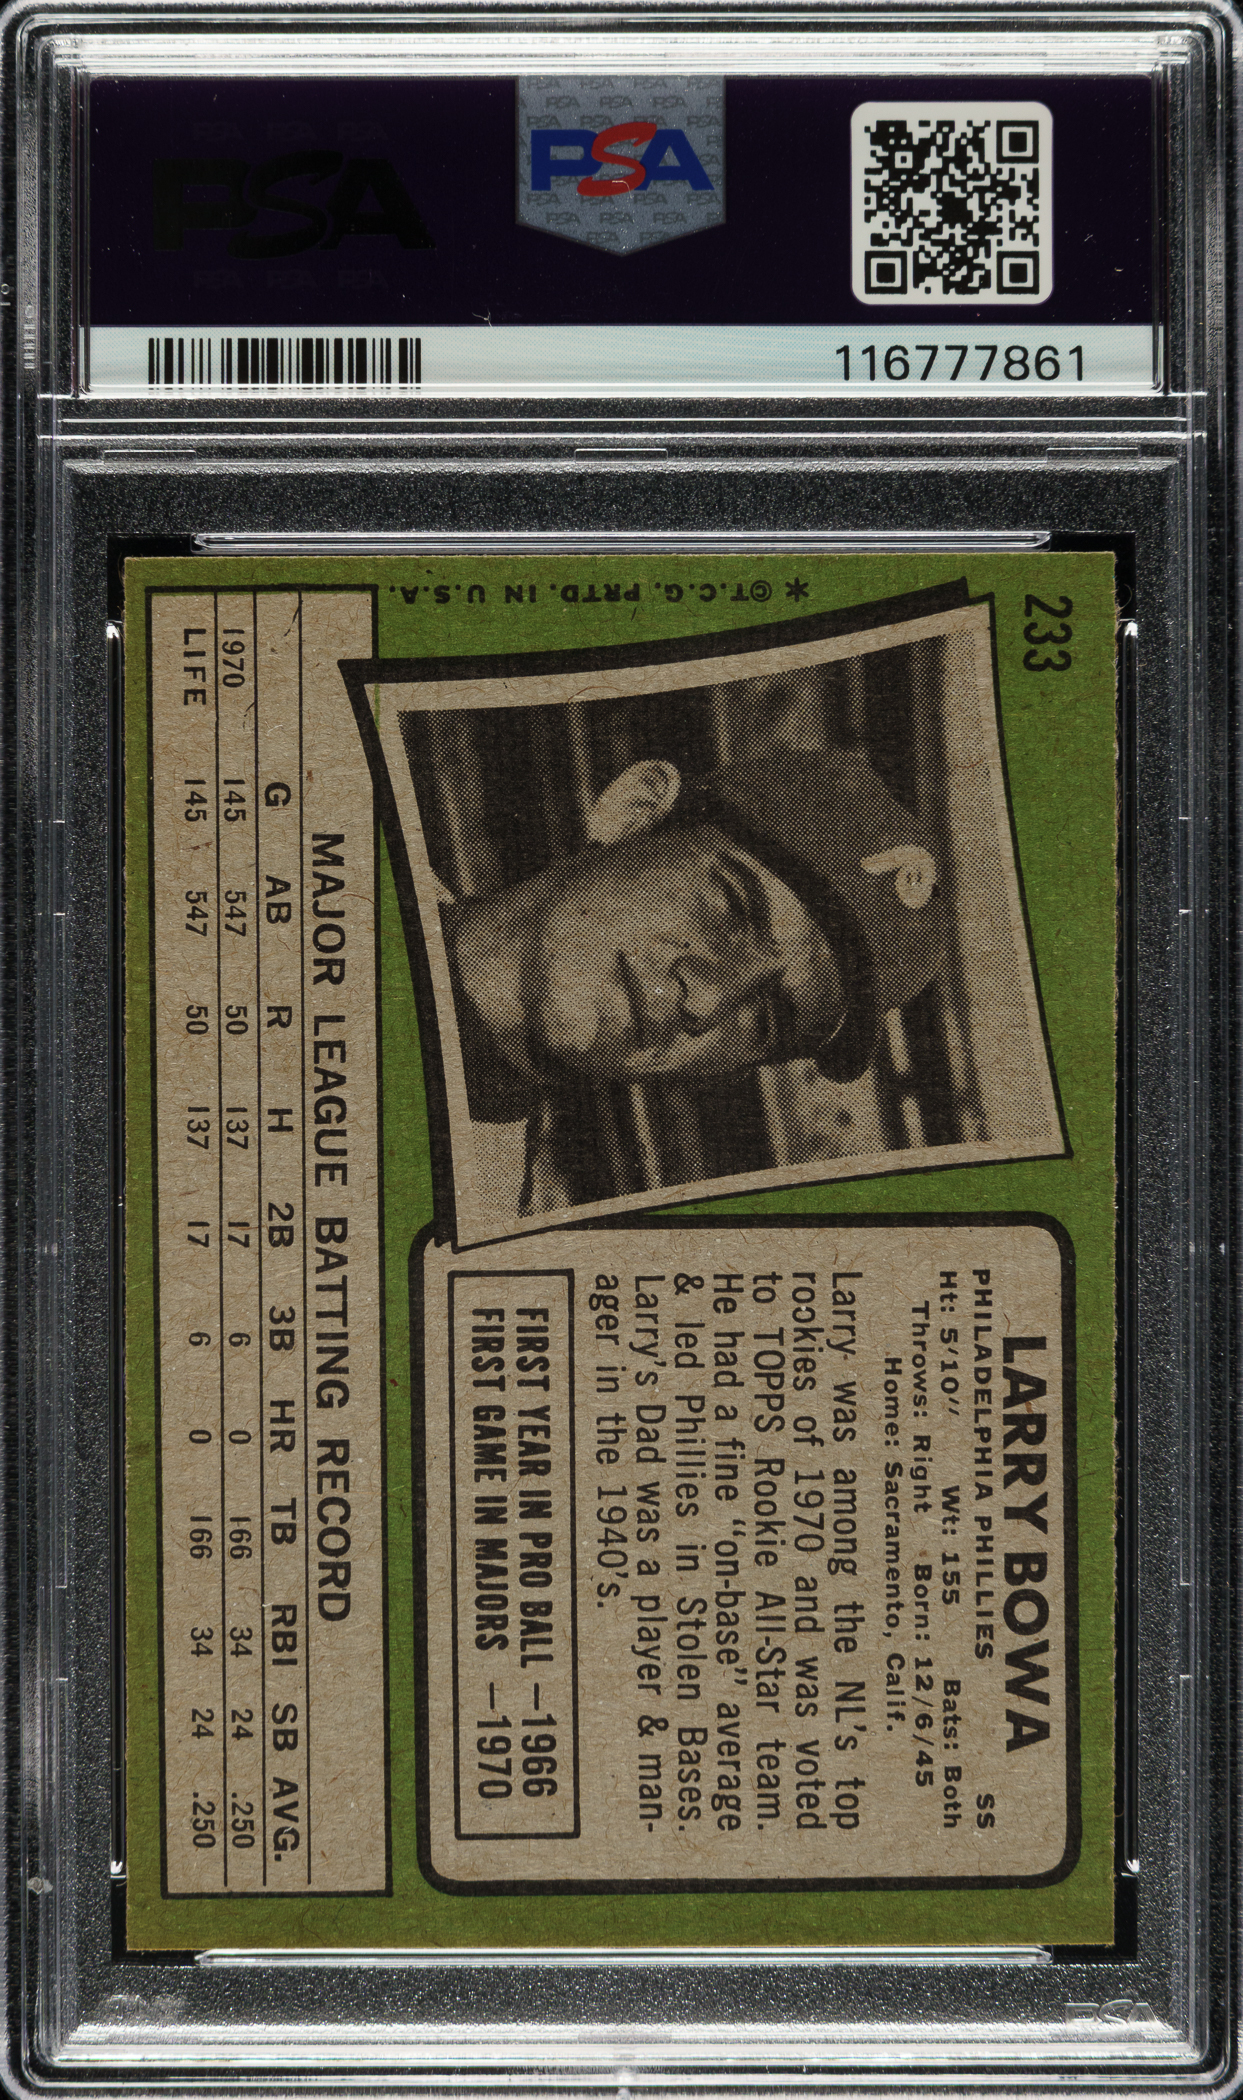 PSA
PSA
116777861
233
* ©T.C.G. PRTD. IN U.S.A.
LARRY BOWA
PHILADELPHIA PHILLIES SS
Ht: 5'10" Wt: 155 Bats: Both
Throws: Right Born: 12/6/45
Home: Sacramento, Calif.
Larry was among the NL's top
rookies of 1970 and was voted
to TOPPS Rookie All-Star team.
He had a fine "on-base" average
& led Phillies in Stolen Bases.
Larry's Dad was a player & man-
ager in the 1940's.
FIRST YEAR IN PRO BALL —1966
FIRST GAME IN MAJORS —1970
MAJOR LEAGUE BATTING RECORD
G AB R H 2B 3B HR TB RBI SB AVG.
1970 145 547 50 137 17 6 0 166 34 24 .250
LIFE 145 547 50 137 17 6 0 166 34 24 .250
PSA